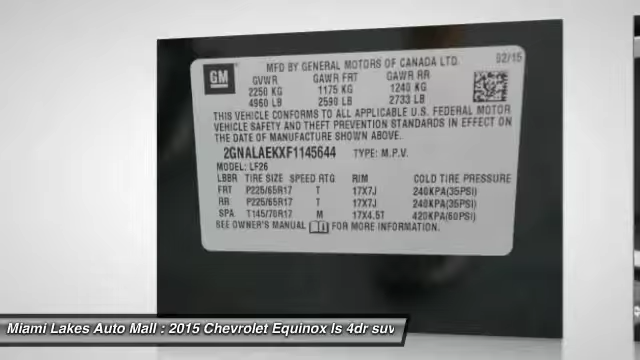 MFD BY GENERAL MOTORS OF CANADA LTD. 02/15
GM
GVWR GAWR FRT GAWR RR
2250 KG 1175 KG 1240 KG
4960 LB 2590 LB 2733 LB
THIS VEHICLE CONFORMS TO ALL APPLICABLE U.S. FEDERAL MOTOR
VEHICLE SAFETY AND THEFT PREVENTION STANDARDS IN EFFECT ON
THE DATE OF MANUFACTURE SHOWN ABOVE.
2GNALAEKXF1145644 TYPE: M.P.V.
MODEL: LF26
LBBR TIRE SIZE SPEED RTG RIM COLD TIRE PRESSURE
FRT P225/65R17 T 17X7J 240KPA(35PSI)
RR P225/65R17 T 17X7J 240KPA(35PSI)
SPA T145/70R17 M 17X4.5T 420KPA(60PSI)
SEE OWNER'S MANUAL FOR MORE INFORMATION.
Miami Lakes Auto Mall : 2015 Chevrolet Equinox ls 4dr suv